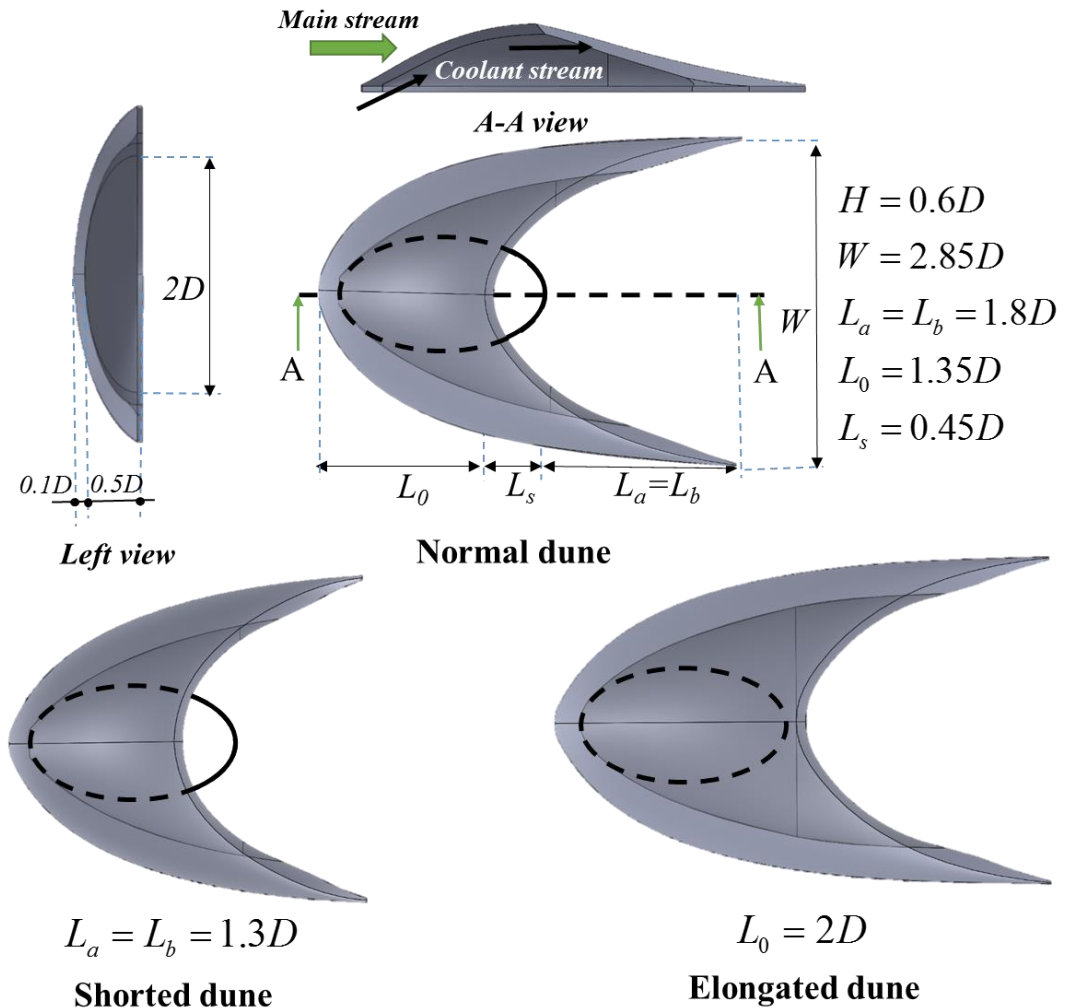 Main stream
Coolant stream
A-A view
2D
A
A
W
H = 0.6D
W = 2.85D
L_a = L_b = 1.8D
L_0 = 1.35D
L_s = 0.45D
0.1D 0.5D
L_0 L_s L_a=L_b
Left view
Normal dune
L_a = L_b = 1.3D
L_0 = 2D
Shorted dune
Elongated dune